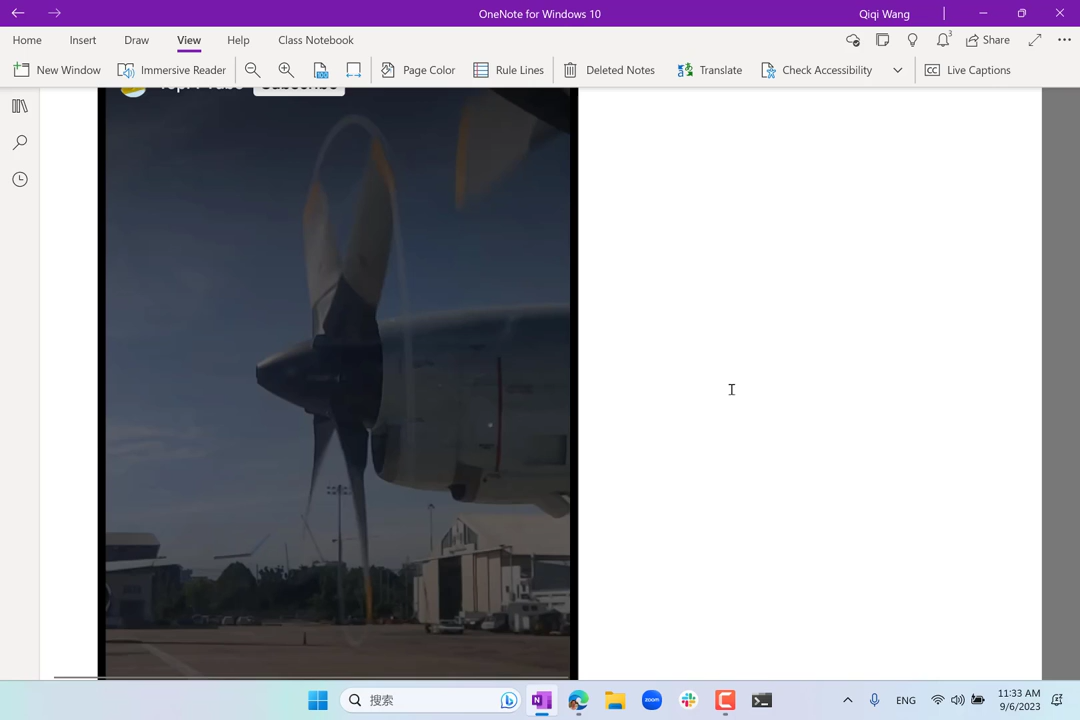 OneNote for Windows 10
Qiqi Wang
Home Insert Draw View Help Class Notebook
3
Share
New Window Immersive Reader Page Color Rule Lines Deleted Notes Translate Check Accessibility Live Captions
搜索
zoom
ENG
11:33 AM
9/6/2023